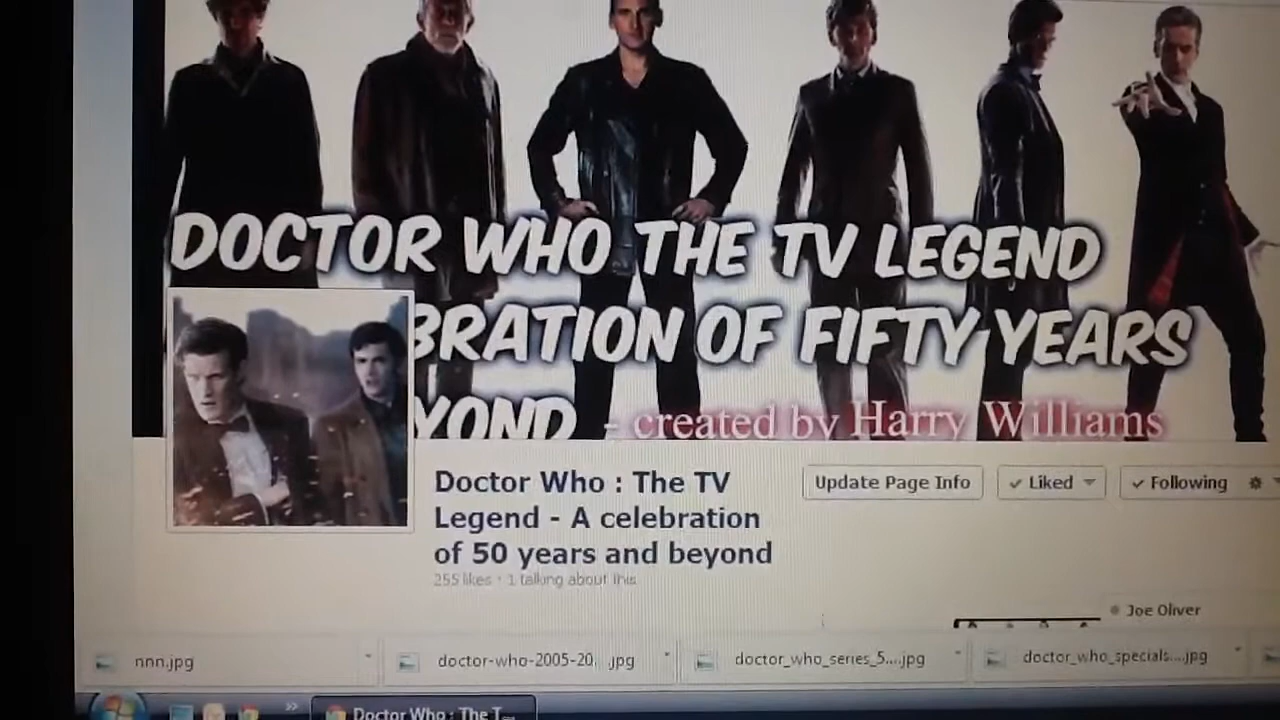 DOCTOR WHO THE TV LEGEND
BRATION OF FIFTY YEARS
YOND - created by Harry Williams
Doctor Who : The TV
Legend - A celebration
of 50 years and beyond
255 likes · 1 talking about this
Update Page Info
Liked
Following
Joe Oliver
nnn.jpg
doctor-who-2005-20....jpg
doctor_who_series_5....jpg
doctor_who_specials....jpg
Doctor Who : The T...